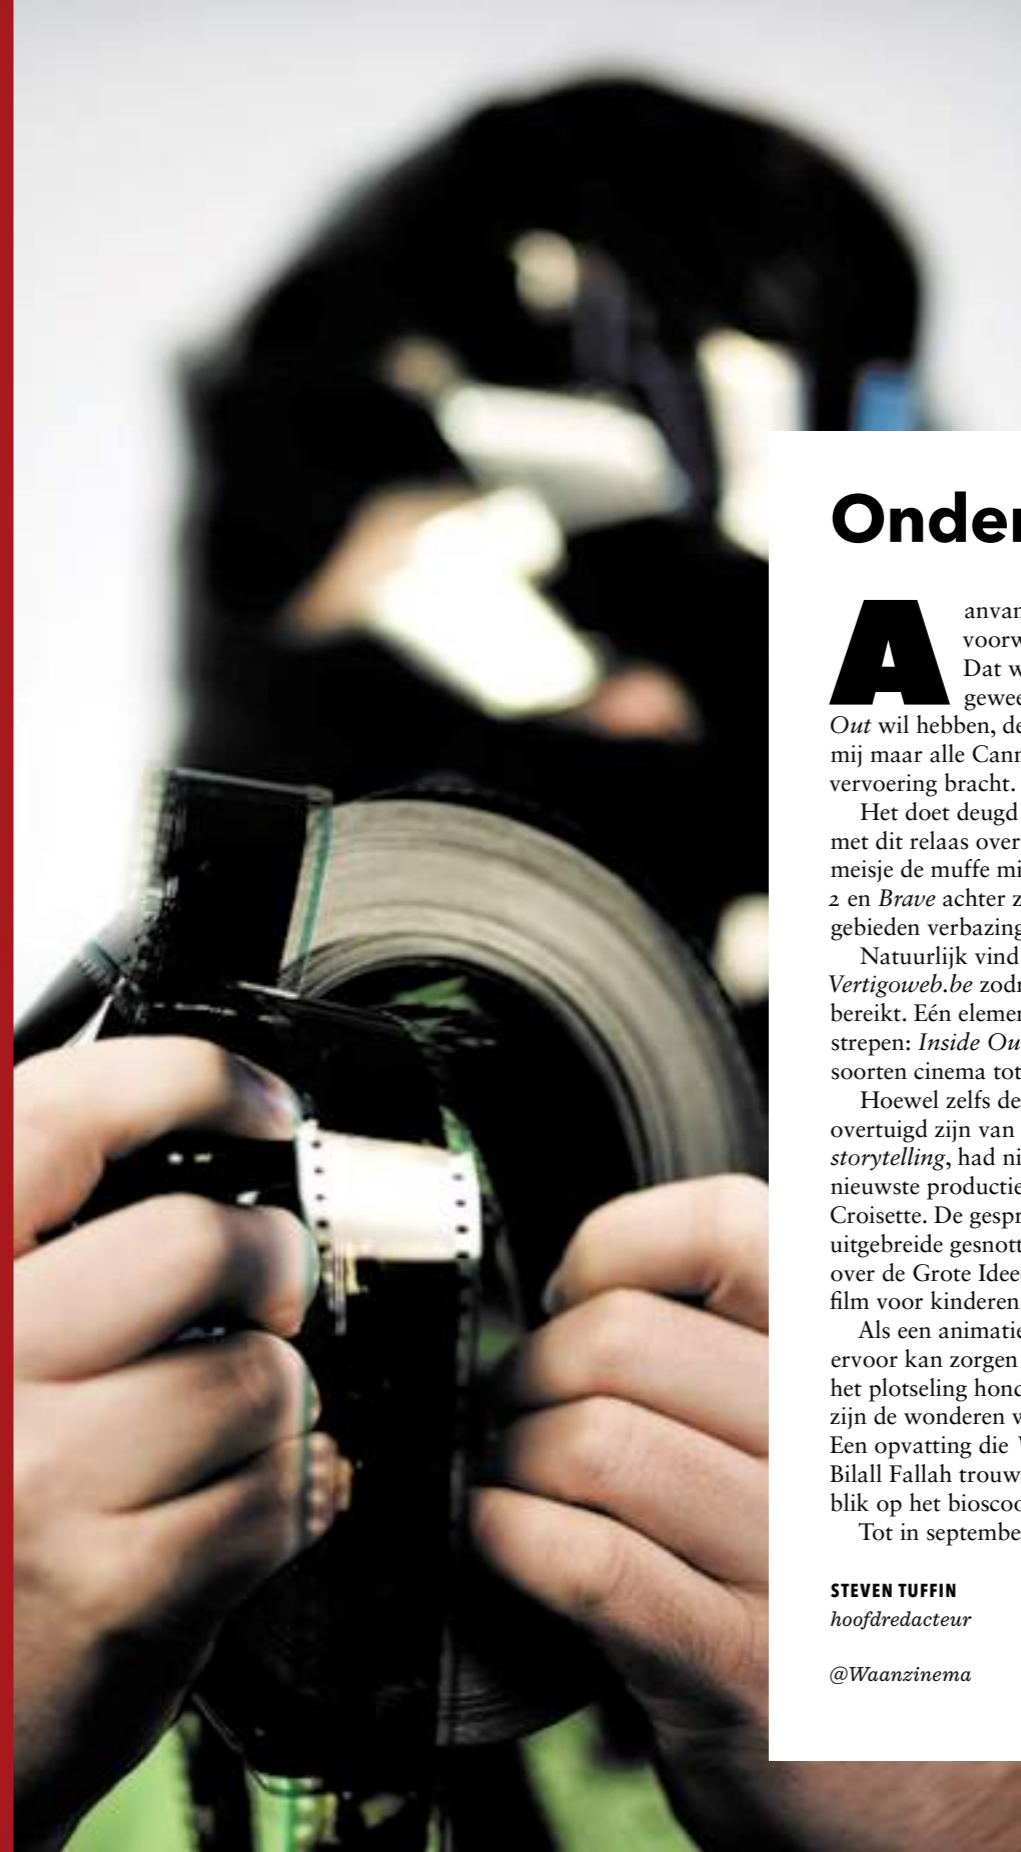 Onder
Aanvan
voorw
Dat w
gewee
Out wil hebben, de
mij maar alle Cann
vervoering bracht.
Het doet deugd
met dit relaas over
meisje de muffe mi
2 en Brave achter z
gebieden verbazing
Natuurlijk vind
Vertigoweb.be zodr
bereikt. Eén elemen
strepen: Inside Ou
soorten cinema tot
Hoewel zelfs de
overtuigd zijn van
storytelling, had ni
nieuwste productie
Croisette. De gespr
uitgebreide gesnott
over de Grote Ideeë
film voor kinderen
Als een animatie
ervoor kan zorgen
het plotseling hond
zijn de wonderen v
Een opvatting die
Bilall Fallah trouw
blik op het bioscoo
Tot in septembe
STEVEN TUFFIN
hoofdredacteur
@Waanzinema